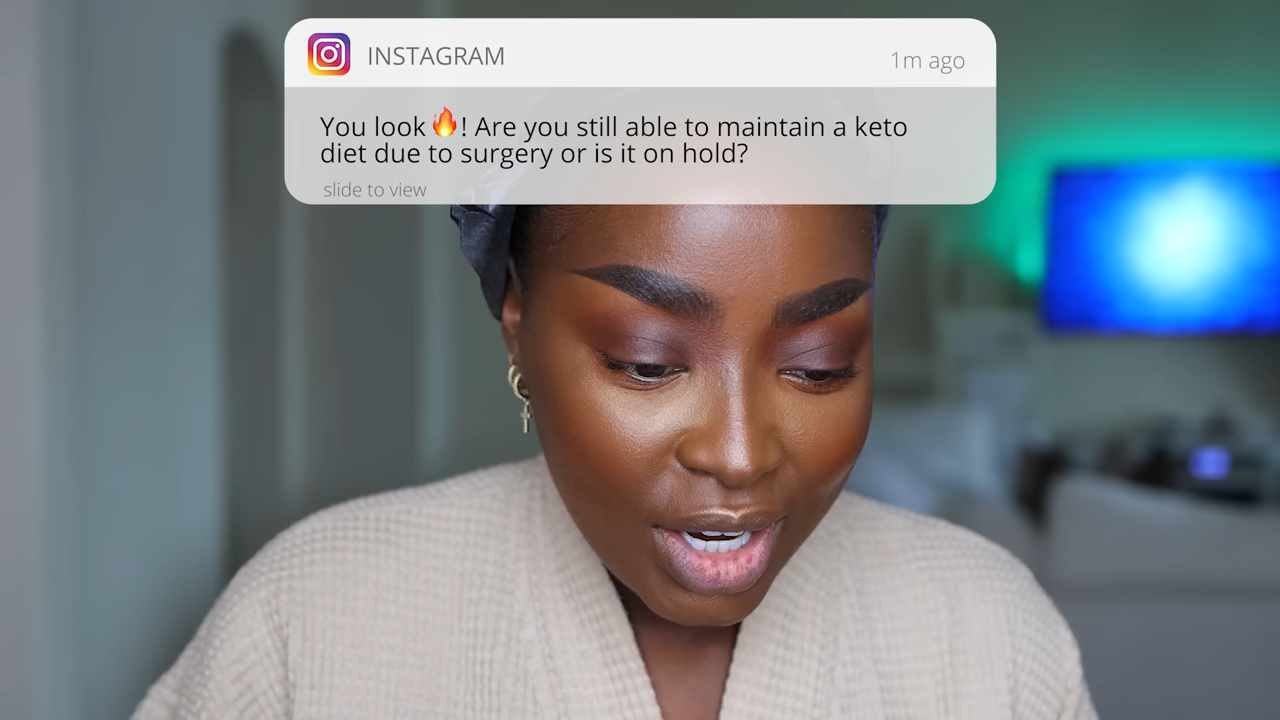 INSTAGRAM
1m ago
You look🔥! Are you still able to maintain a keto
diet due to surgery or is it on hold?
slide to view